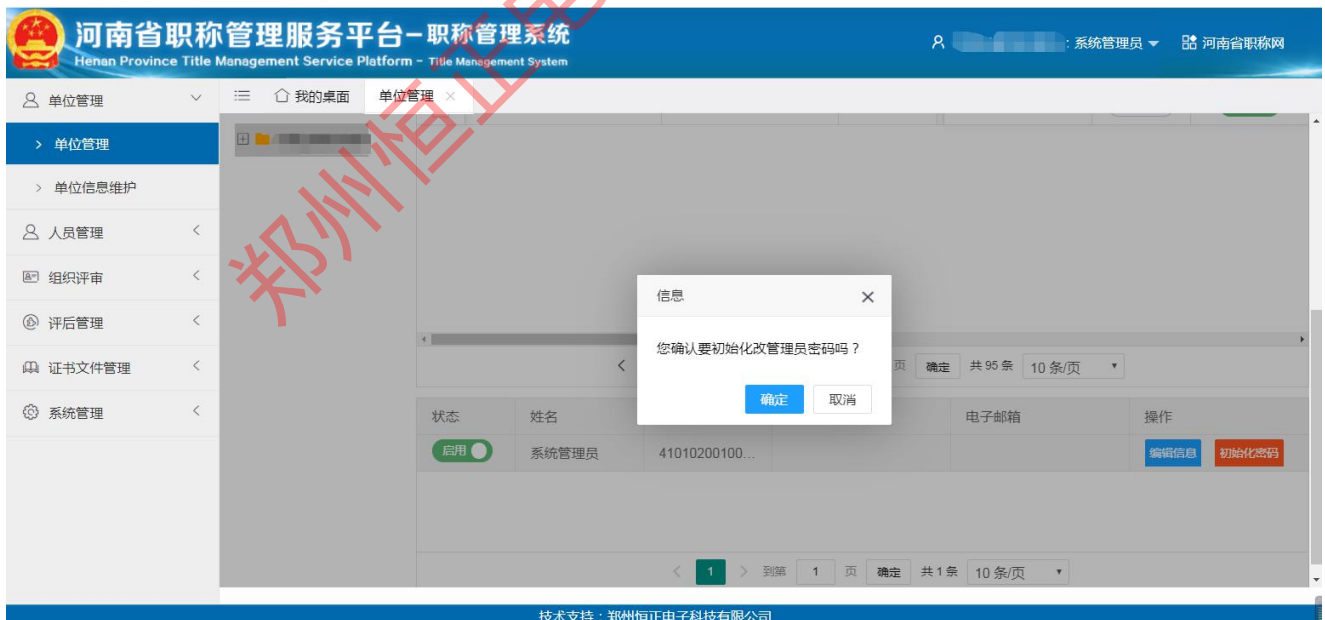 河南省职称管理服务平台-职称管理系统
Henan Province Title Management Service Platform - Title Management System
：系统管理员
河南省职称网
单位管理
我的桌面
单位管理
单位管理
单位信息维护
人员管理
组织评审
评后管理
证书文件管理
系统管理
信息
您确认要初始化改管理员密码吗？
确定
取消
页 确定 共95条 10 条/页
状态 姓名 电子邮箱 操作
启用 系统管理员 41010200100... 编辑信息 初始化密码
1 到第 1 页 确定 共1条 10 条/页
技术支持：郑州恒正电子科技有限公司
郑州恒正电